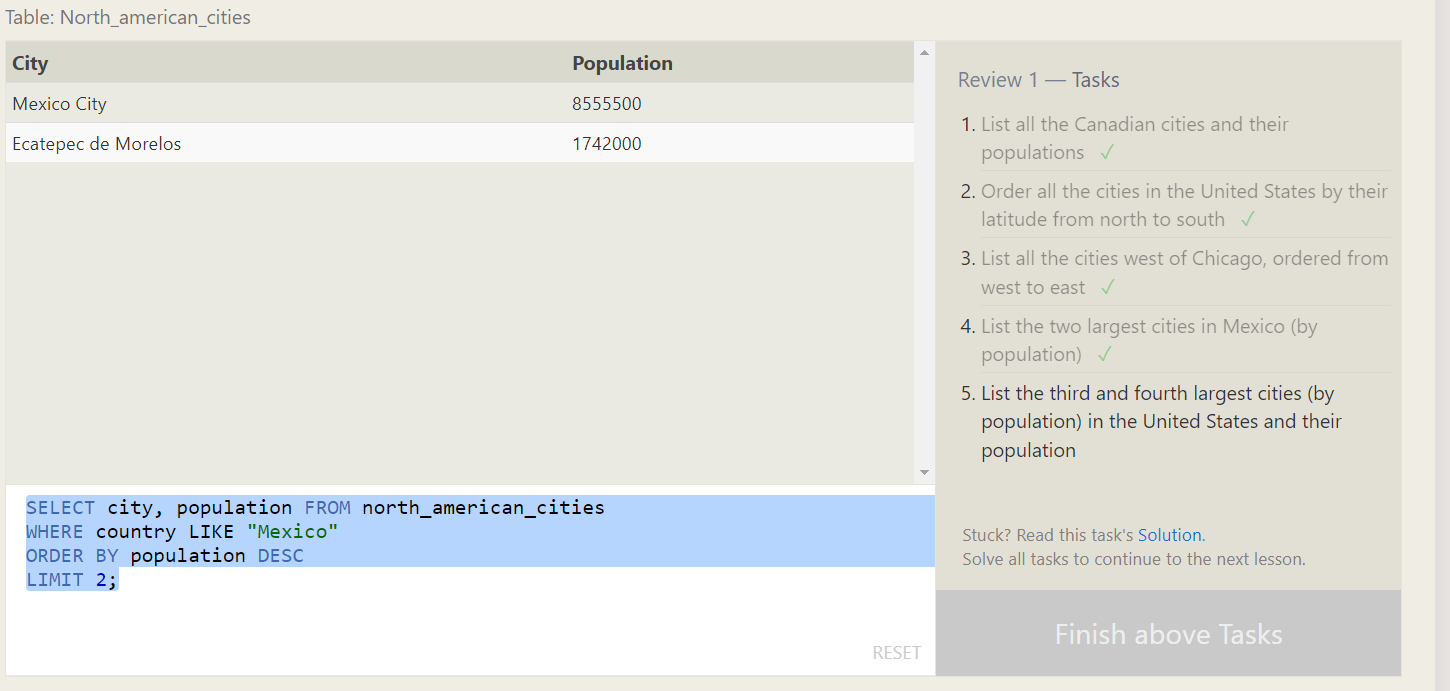 Table: North_american_cities
City Population
Mexico City 8555500
Ecatepec de Morelos 1742000
SELECT city, population FROM north_american_cities
WHERE country LIKE "Mexico"
ORDER BY population DESC
LIMIT 2;
RESET
Review 1 — Tasks
1. List all the Canadian cities and their
populations ✓
2. Order all the cities in the United States by their
latitude from north to south ✓
3. List all the cities west of Chicago, ordered from
west to east ✓
4. List the two largest cities in Mexico (by
population) ✓
5. List the third and fourth largest cities (by
population) in the United States and their
population
Stuck? Read this task's Solution.
Solve all tasks to continue to the next lesson.
Finish above Tasks